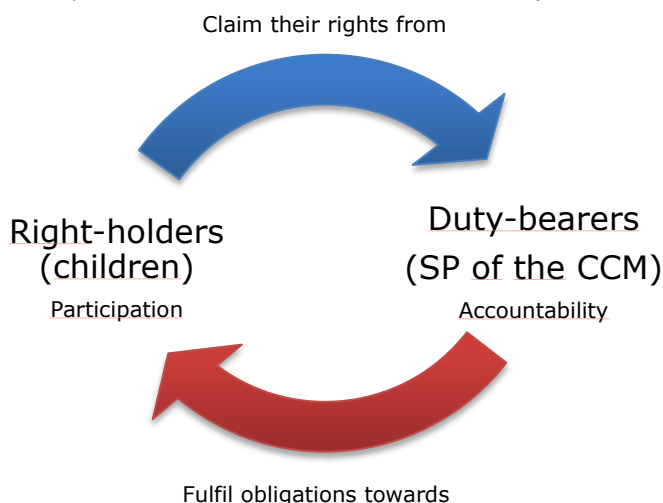 Claim their rights from
Right-holders
(children)
Participation
Duty-bearers
(SP of the CCM)
Accountability
Fulfil obligations towards